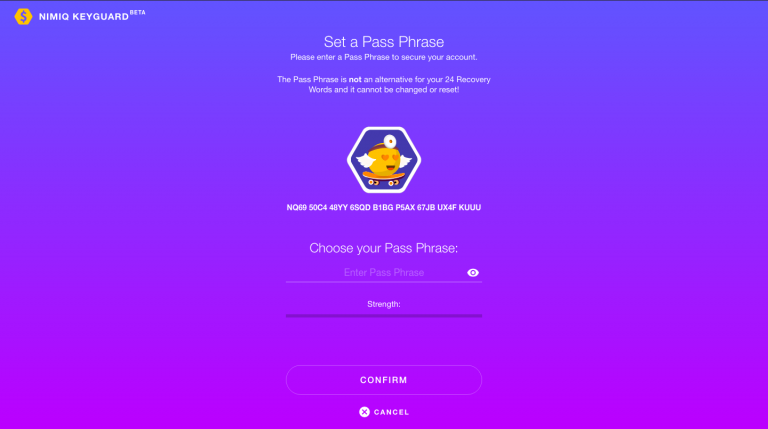 NIMIQ KEYGUARD BETA
Set a Pass Phrase
Please enter a Pass Phrase to secure your account.
The Pass Phrase is not an alternative for your 24 Recovery
Words and it cannot be changed or reset!
NQ69 50C4 48YY 6SQD B1BG P5AX 67JB UX4F KUUU
Choose your Pass Phrase:
Enter Pass Phrase
Strength:
CONFIRM
CANCEL